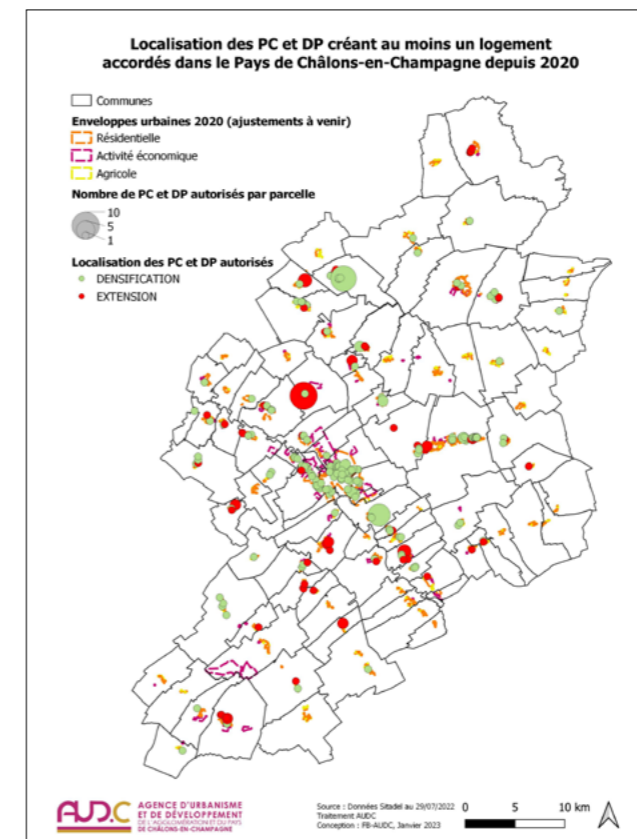 Localisation des PC et DP créant au moins un logement
accordés dans le Pays de Châlons-en-Champagne depuis 2020
Communes
Enveloppes urbaines 2020 (ajustements à venir)
Résidentielle
Activité économique
Agricole
Nombre de PC et DP autorisés par parcelle
10
5
1
Localisation des PC et DP autorisés
DENSIFICATION
EXTENSION
AUD.C
AGENCE D'URBANISME
ET DE DÉVELOPPEMENT
DE L'AGGLOMÉRATION ET DU PAYS
DE CHÂLONS-EN-CHAMPAGNE
Source : Données Sitadel au 29/07/2022
Traitement AUDC
Conception : FB-AUDC, Janvier 2023
0 5 10 km